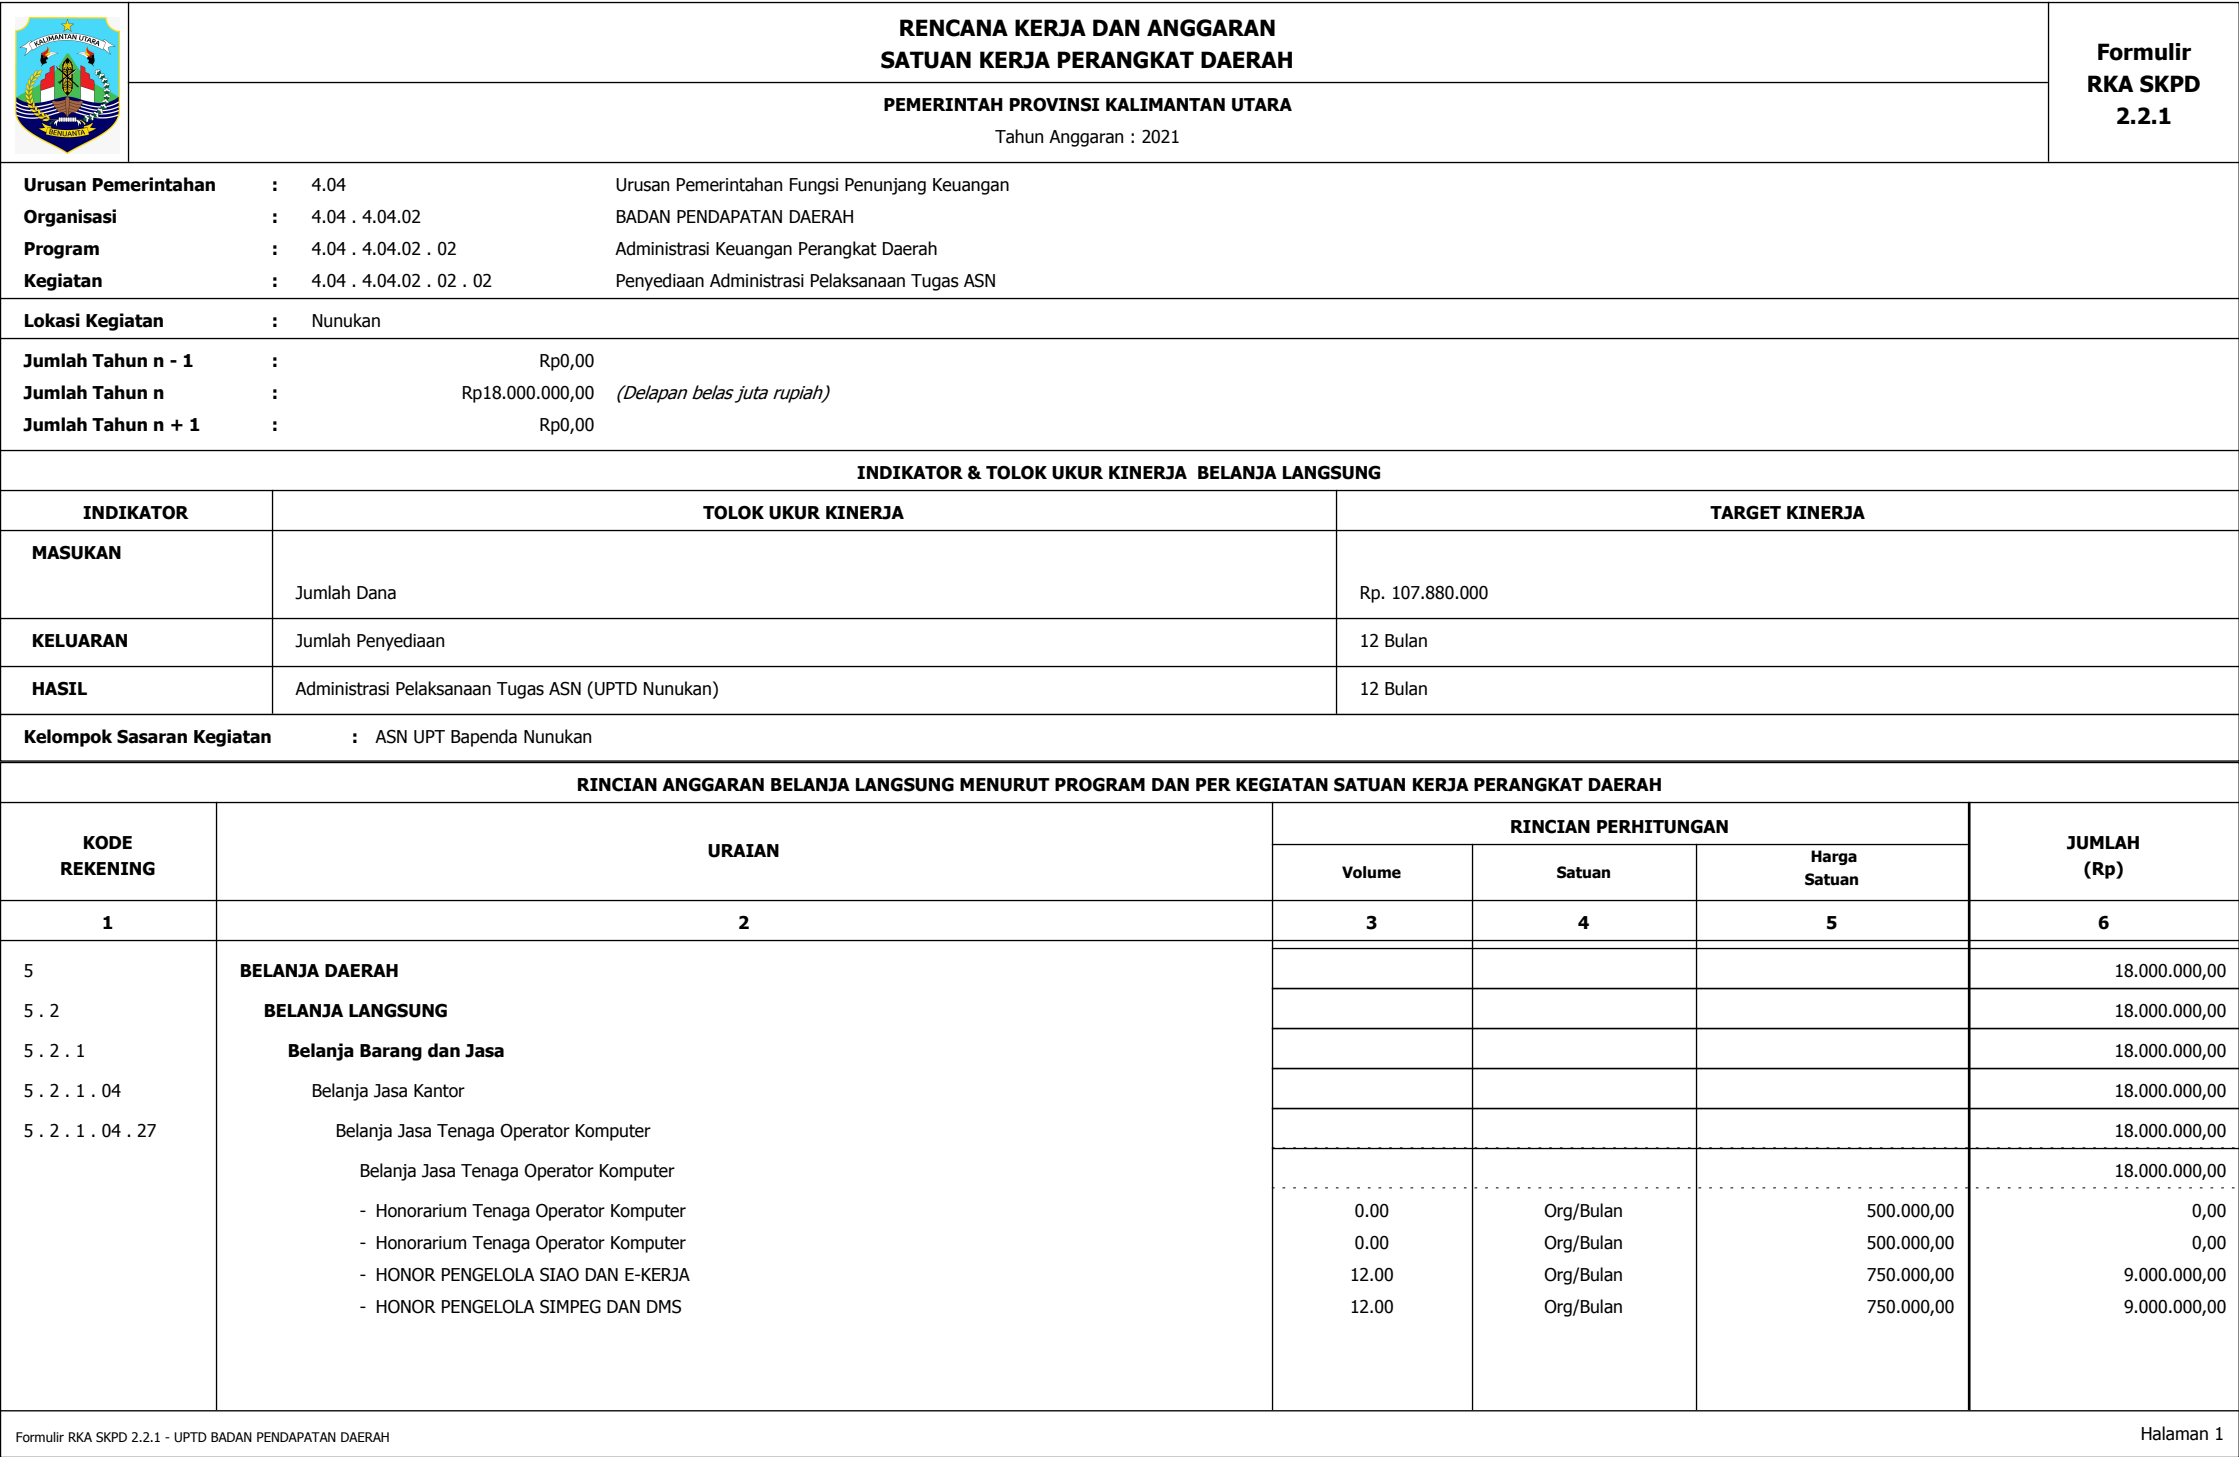 KALIMANTAN UTARA
BENUANTA
RENCANA KERJA DAN ANGGARAN
SATUAN KERJA PERANGKAT DAERAH
PEMERINTAH PROVINSI KALIMANTAN UTARA
Tahun Anggaran : 2021
Formulir
RKA SKPD
2.2.1
Urusan Pemerintahan : 4.04 Urusan Pemerintahan Fungsi Penunjang Keuangan
Organisasi : 4.04 . 4.04.02 BADAN PENDAPATAN DAERAH
Program : 4.04 . 4.04.02 . 02 Administrasi Keuangan Perangkat Daerah
Kegiatan : 4.04 . 4.04.02 . 02 . 02 Penyediaan Administrasi Pelaksanaan Tugas ASN
Lokasi Kegiatan : Nunukan
Jumlah Tahun n - 1 : Rp0,00
Jumlah Tahun n : Rp18.000.000,00 (Delapan belas juta rupiah)
Jumlah Tahun n + 1 : Rp0,00
INDIKATOR & TOLOK UKUR KINERJA BELANJA LANGSUNG
INDIKATOR TOLOK UKUR KINERJA TARGET KINERJA
MASUKAN
Jumlah Dana Rp. 107.880.000
KELUARAN Jumlah Penyediaan 12 Bulan
HASIL Administrasi Pelaksanaan Tugas ASN (UPTD Nunukan) 12 Bulan
Kelompok Sasaran Kegiatan : ASN UPT Bapenda Nunukan
RINCIAN ANGGARAN BELANJA LANGSUNG MENURUT PROGRAM DAN PER KEGIATAN SATUAN KERJA PERANGKAT DAERAH
KODE
REKENING
URAIAN
RINCIAN PERHITUNGAN
Volume Satuan Harga
Satuan
JUMLAH
(Rp)
1 2 3 4 5 6
5 BELANJA DAERAH 18.000.000,00
5 . 2 BELANJA LANGSUNG 18.000.000,00
5 . 2 . 1 Belanja Barang dan Jasa 18.000.000,00
5 . 2 . 1 . 04 Belanja Jasa Kantor 18.000.000,00
5 . 2 . 1 . 04 . 27 Belanja Jasa Tenaga Operator Komputer 18.000.000,00
Belanja Jasa Tenaga Operator Komputer 18.000.000,00
- Honorarium Tenaga Operator Komputer 0.00 Org/Bulan 500.000,00 0,00
- Honorarium Tenaga Operator Komputer 0.00 Org/Bulan 500.000,00 0,00
- HONOR PENGELOLA SIAO DAN E-KERJA 12.00 Org/Bulan 750.000,00 9.000.000,00
- HONOR PENGELOLA SIMPEG DAN DMS 12.00 Org/Bulan 750.000,00 9.000.000,00
Formulir RKA SKPD 2.2.1 - UPTD BADAN PENDAPATAN DAERAH Halaman 1